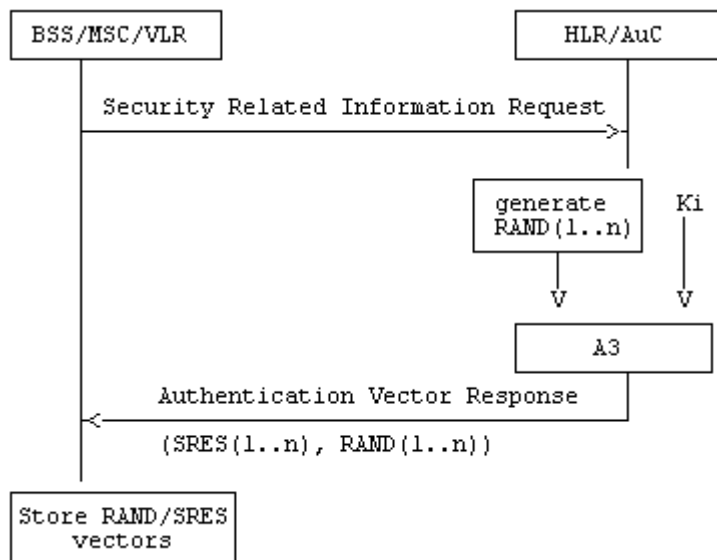 BSS/MSC/VLR
HLR/AuC
Security Related Information Request
generate
RAND(1..n)
Ki
A3
Authentication Vector Response
(SRES(1..n), RAND(1..n))
Store RAND/SRES
vectors